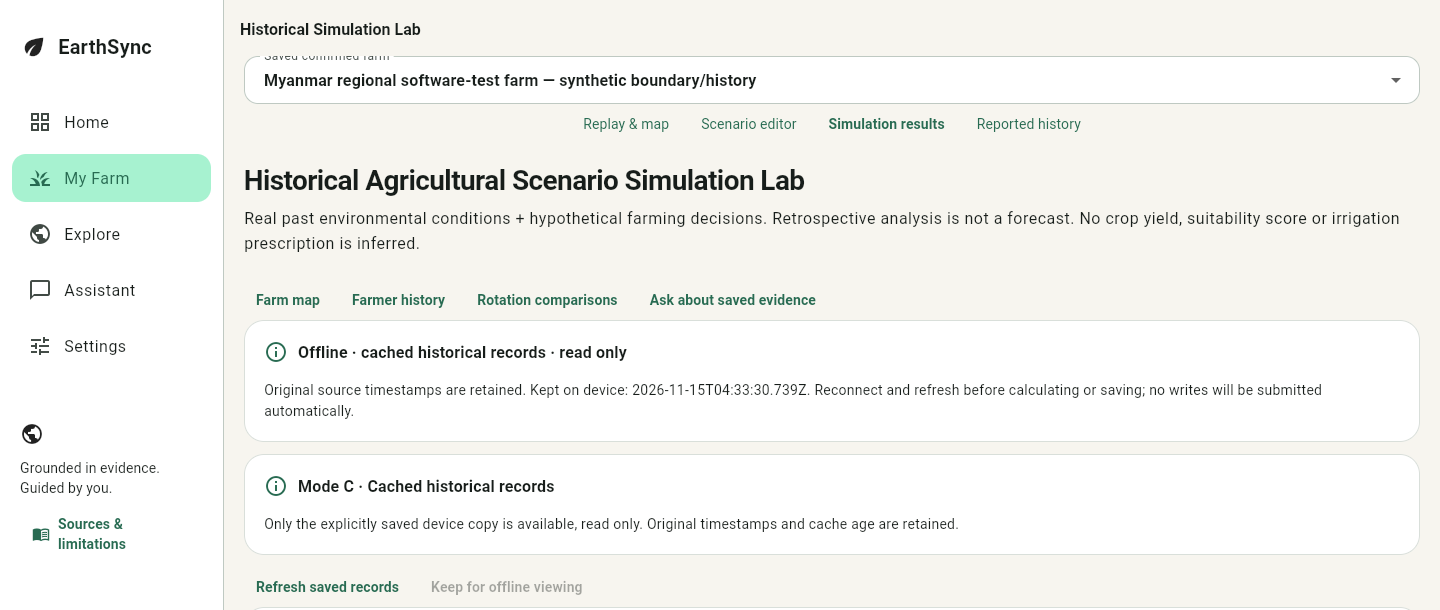 EarthSync
Home
My Farm
Explore
Assistant
Settings
Grounded in evidence.
Guided by you.
Sources &
limitations
Historical Simulation Lab
Saved confirmed farm
Myanmar regional software-test farm — synthetic boundary/history
Replay & map
Scenario editor
Simulation results
Reported history
Historical Agricultural Scenario Simulation Lab
Real past environmental conditions + hypothetical farming decisions. Retrospective analysis is not a forecast. No crop yield, suitability score or irrigation
prescription is inferred.
Farm map
Farmer history
Rotation comparisons
Ask about saved evidence
Offline · cached historical records · read only
Original source timestamps are retained. Kept on device: 2026-11-15T04:33:30.739Z. Reconnect and refresh before calculating or saving; no writes will be submitted
automatically.
Mode C · Cached historical records
Only the explicitly saved device copy is available, read only. Original timestamps and cache age are retained.
Refresh saved records
Keep for offline viewing